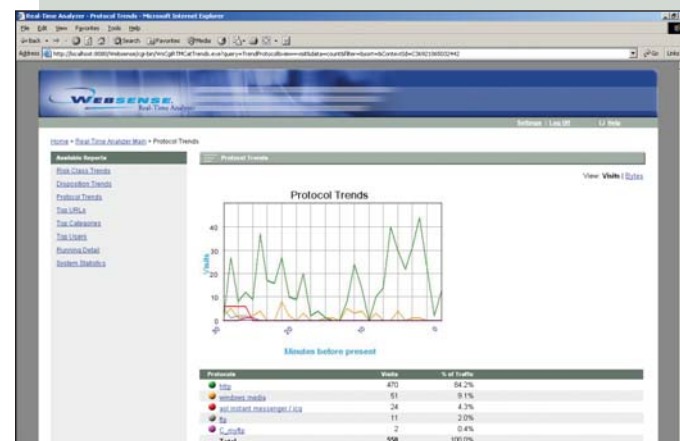 Real-Time Analyzer - Protocol Trends - Microsoft Internet Explorer
File Edit View Favorites Tools Help
Back Search Favorites Media
Address
Links
WEBSENSE
Real-Time Analyzer
Settings | Log Off Help
Home > Real Time Analyzer Main > Protocol Trends
Available Reports
Risk Class Trends
Disposition Trends
Protocol Trends
Top URLs
Top Categories
Top Users
Running Detail
System Statistics
Protocol Trends
View: Visits | Bytes
Protocol Trends
Visits
40
30
20
10
0
30 20 10 0
Minutes before present
Protocols Visits % of Traffic
http 470 84.2%
windows media 51 9.1%
aol instant messenger / icq 24 4.3%
ftp 11 2.0%
2 0.4%
Total 558 100.0%